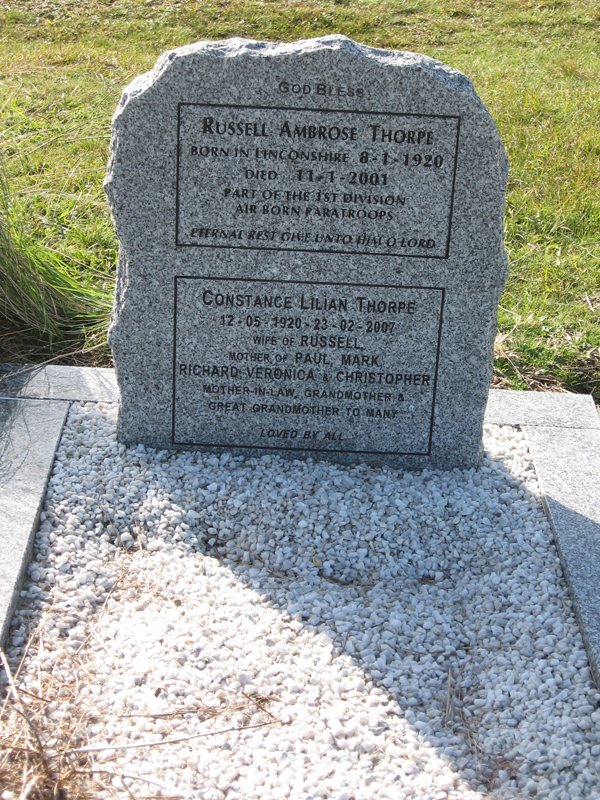 GOD BLESS
RUSSELL AMBROSE THORPE
BORN IN LINCONSHIRE 8-1-1920
DIED 11-1-2001
PART OF THE 1ST DIVISION
AIR BORN PARATROOPS
ETERNAL REST GIVE UNTO HIM O LORD
CONSTANCE LILIAN THORPE
12-05-1920-23-02-2007
WIFE OF RUSSELL,
MOTHER OF PAUL, MARK,
RICHARD, VERONICA & CHRISTOPHER
MOTHER-IN-LAW, GRANDMOTHER &
GREAT GRANDMOTHER TO MANY
LOVED BY ALL